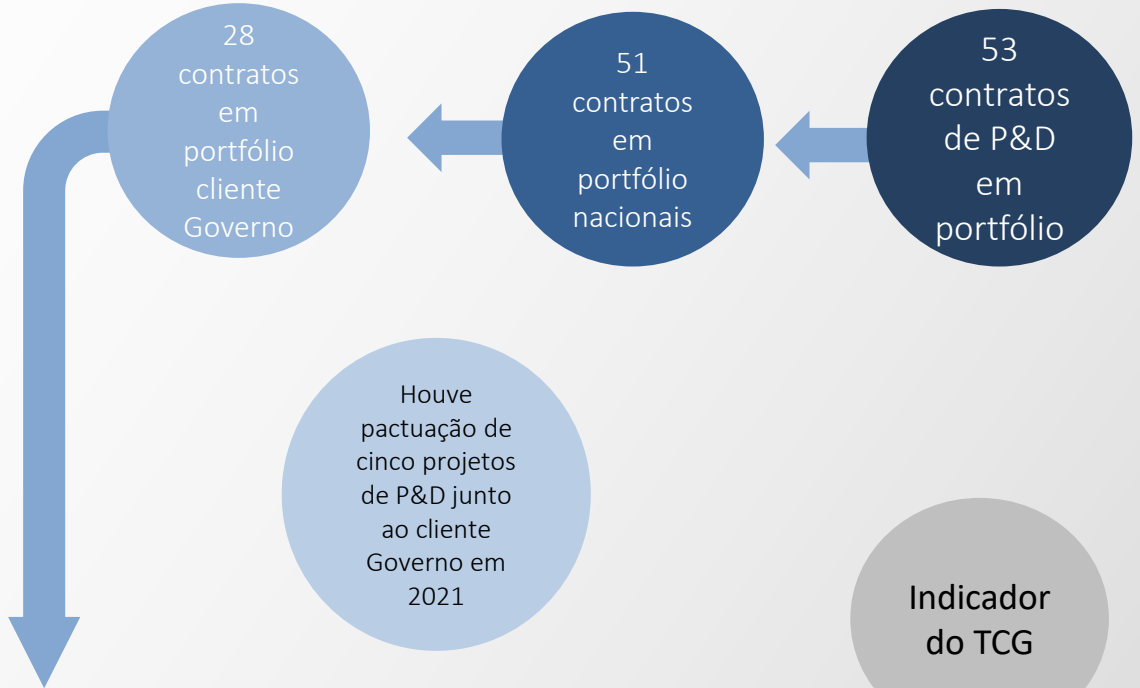 28
contratos
em
portfólio
cliente
Governo
51
contratos
em
portfólio
nacionais
53
contratos
de P&D
em
portfólio
Houve
pactuação de
cinco projetos
de P&D junto
ao cliente
Governo em
2021
Indicador
do TCG